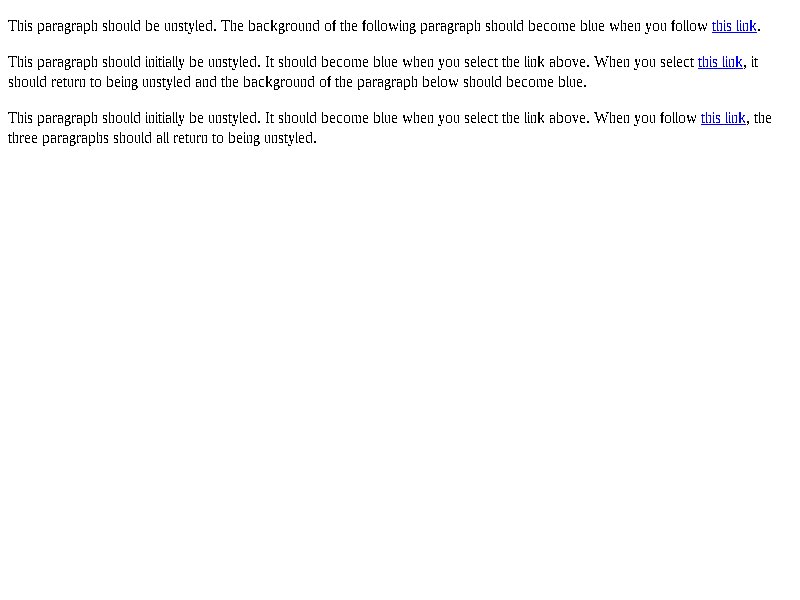 This paragraph should be unstyled. The background of the following paragraph should become blue when you follow this link.
This paragraph should initially be unstyled. It should become blue when you select the link above. When you select this link, it
should return to being unstyled and the background of the paragraph below should become blue.
This paragraph should initially be unstyled. It should become blue when you select the link above. When you follow this link, the
three paragraphs should all return to being unstyled.